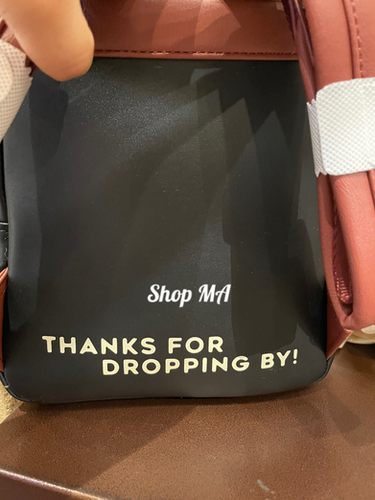 Shop MA
THANKS FOR
DROPPING BY!